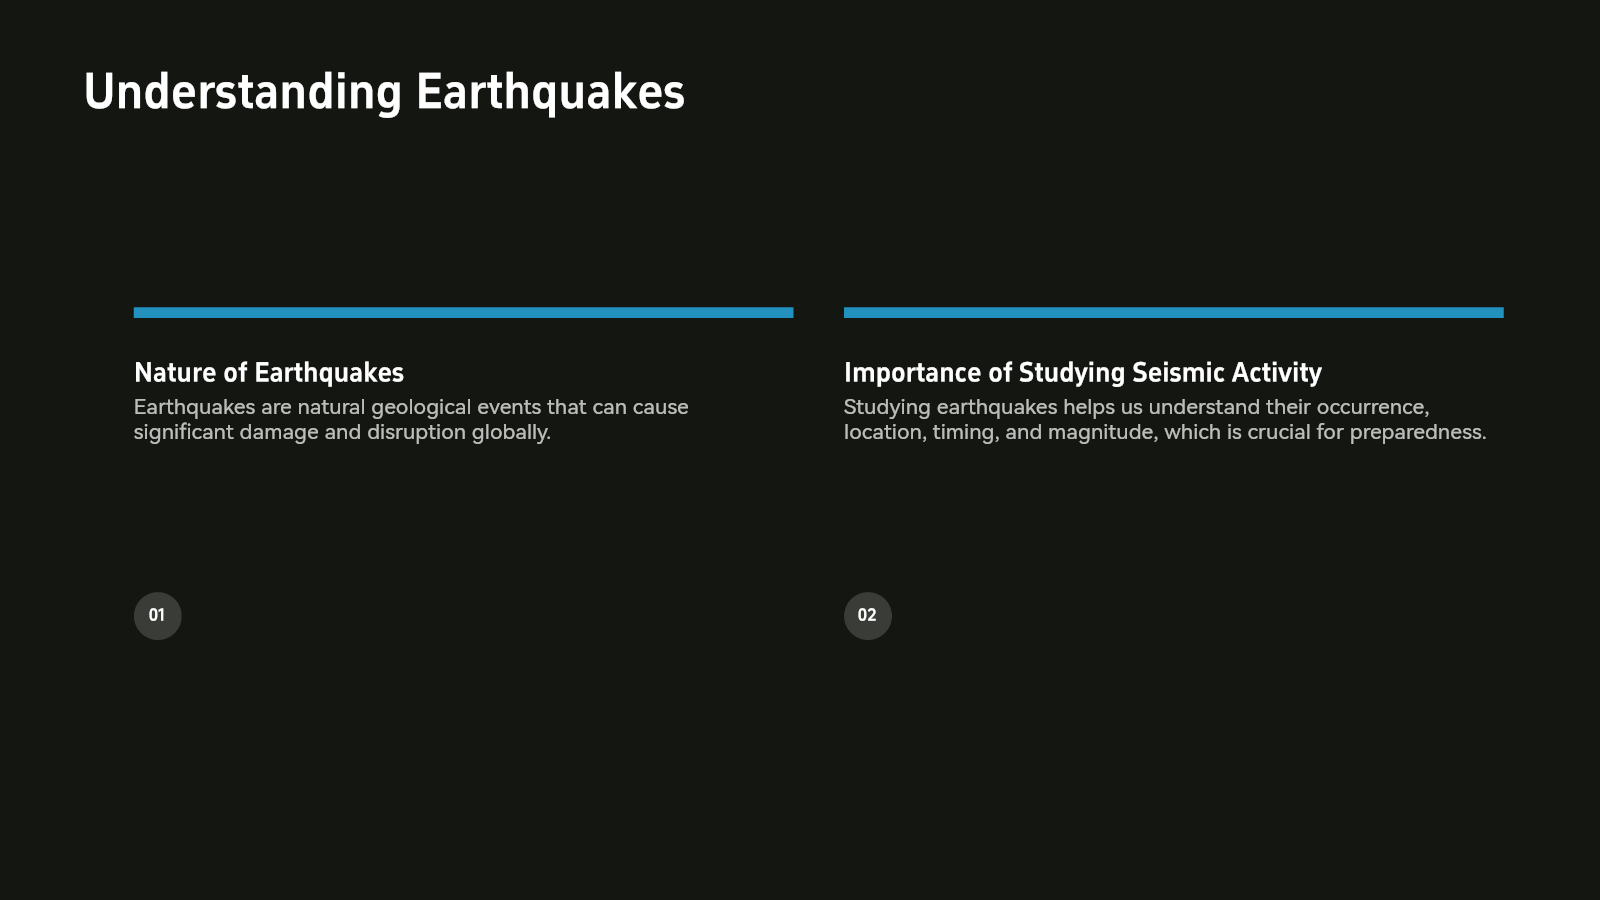 Understanding Earthquakes
Nature of Earthquakes
Earthquakes are natural geological events that can cause
significant damage and disruption globally.
01
Importance of Studying Seismic Activity
Studying earthquakes helps us understand their occurrence,
location, timing, and magnitude, which is crucial for preparedness.
02